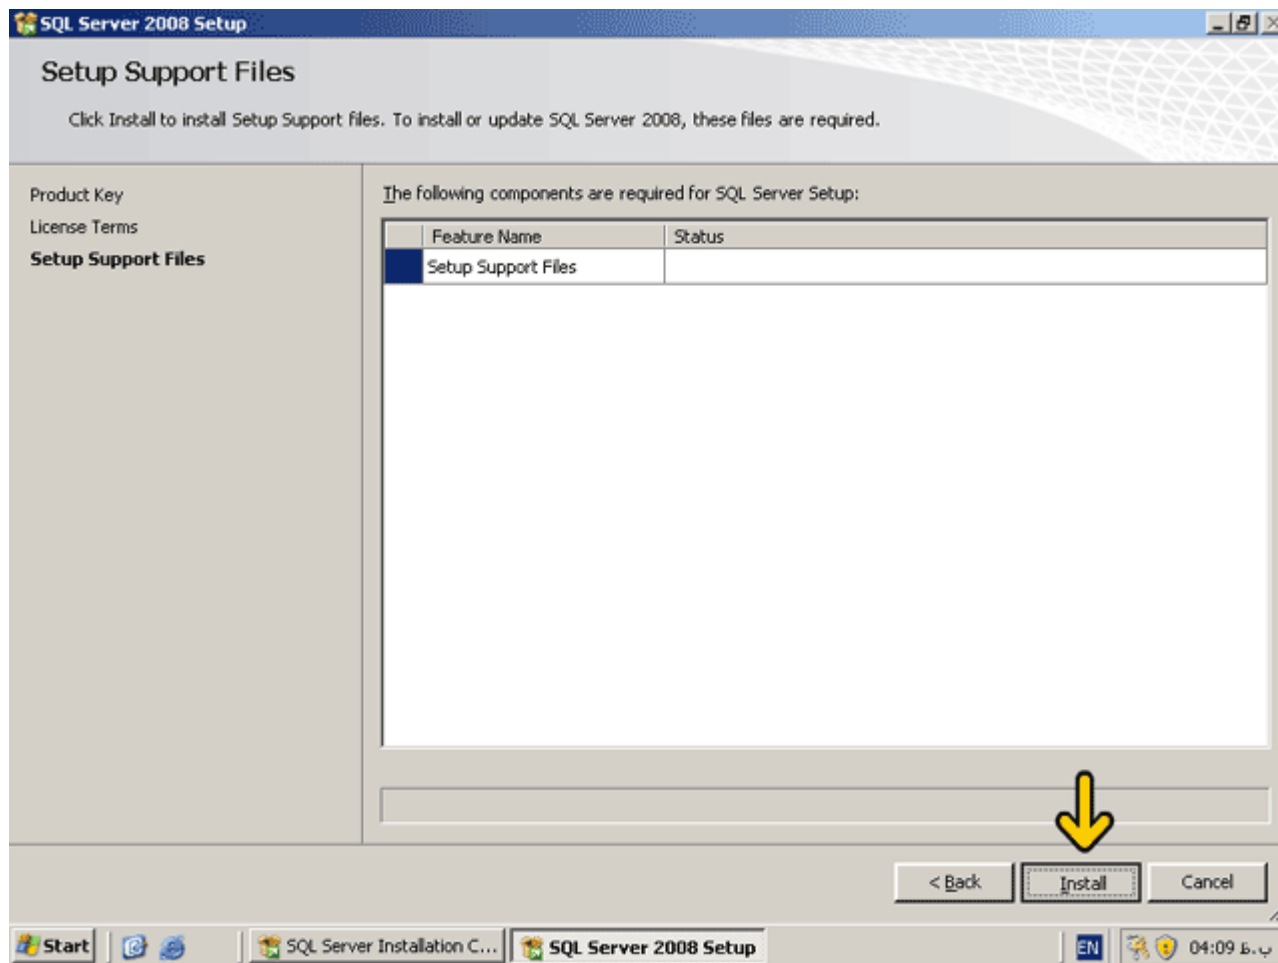 SQL Server 2008 Setup
Setup Support Files
Click Install to install Setup Support files. To install or update SQL Server 2008, these files are required.
Product Key
License Terms
Setup Support Files
The following components are required for SQL Server Setup:
Feature Name Status
Setup Support Files
< Back Install Cancel
Start SQL Server Installation C... SQL Server 2008 Setup EN 04:09 ب.ظ